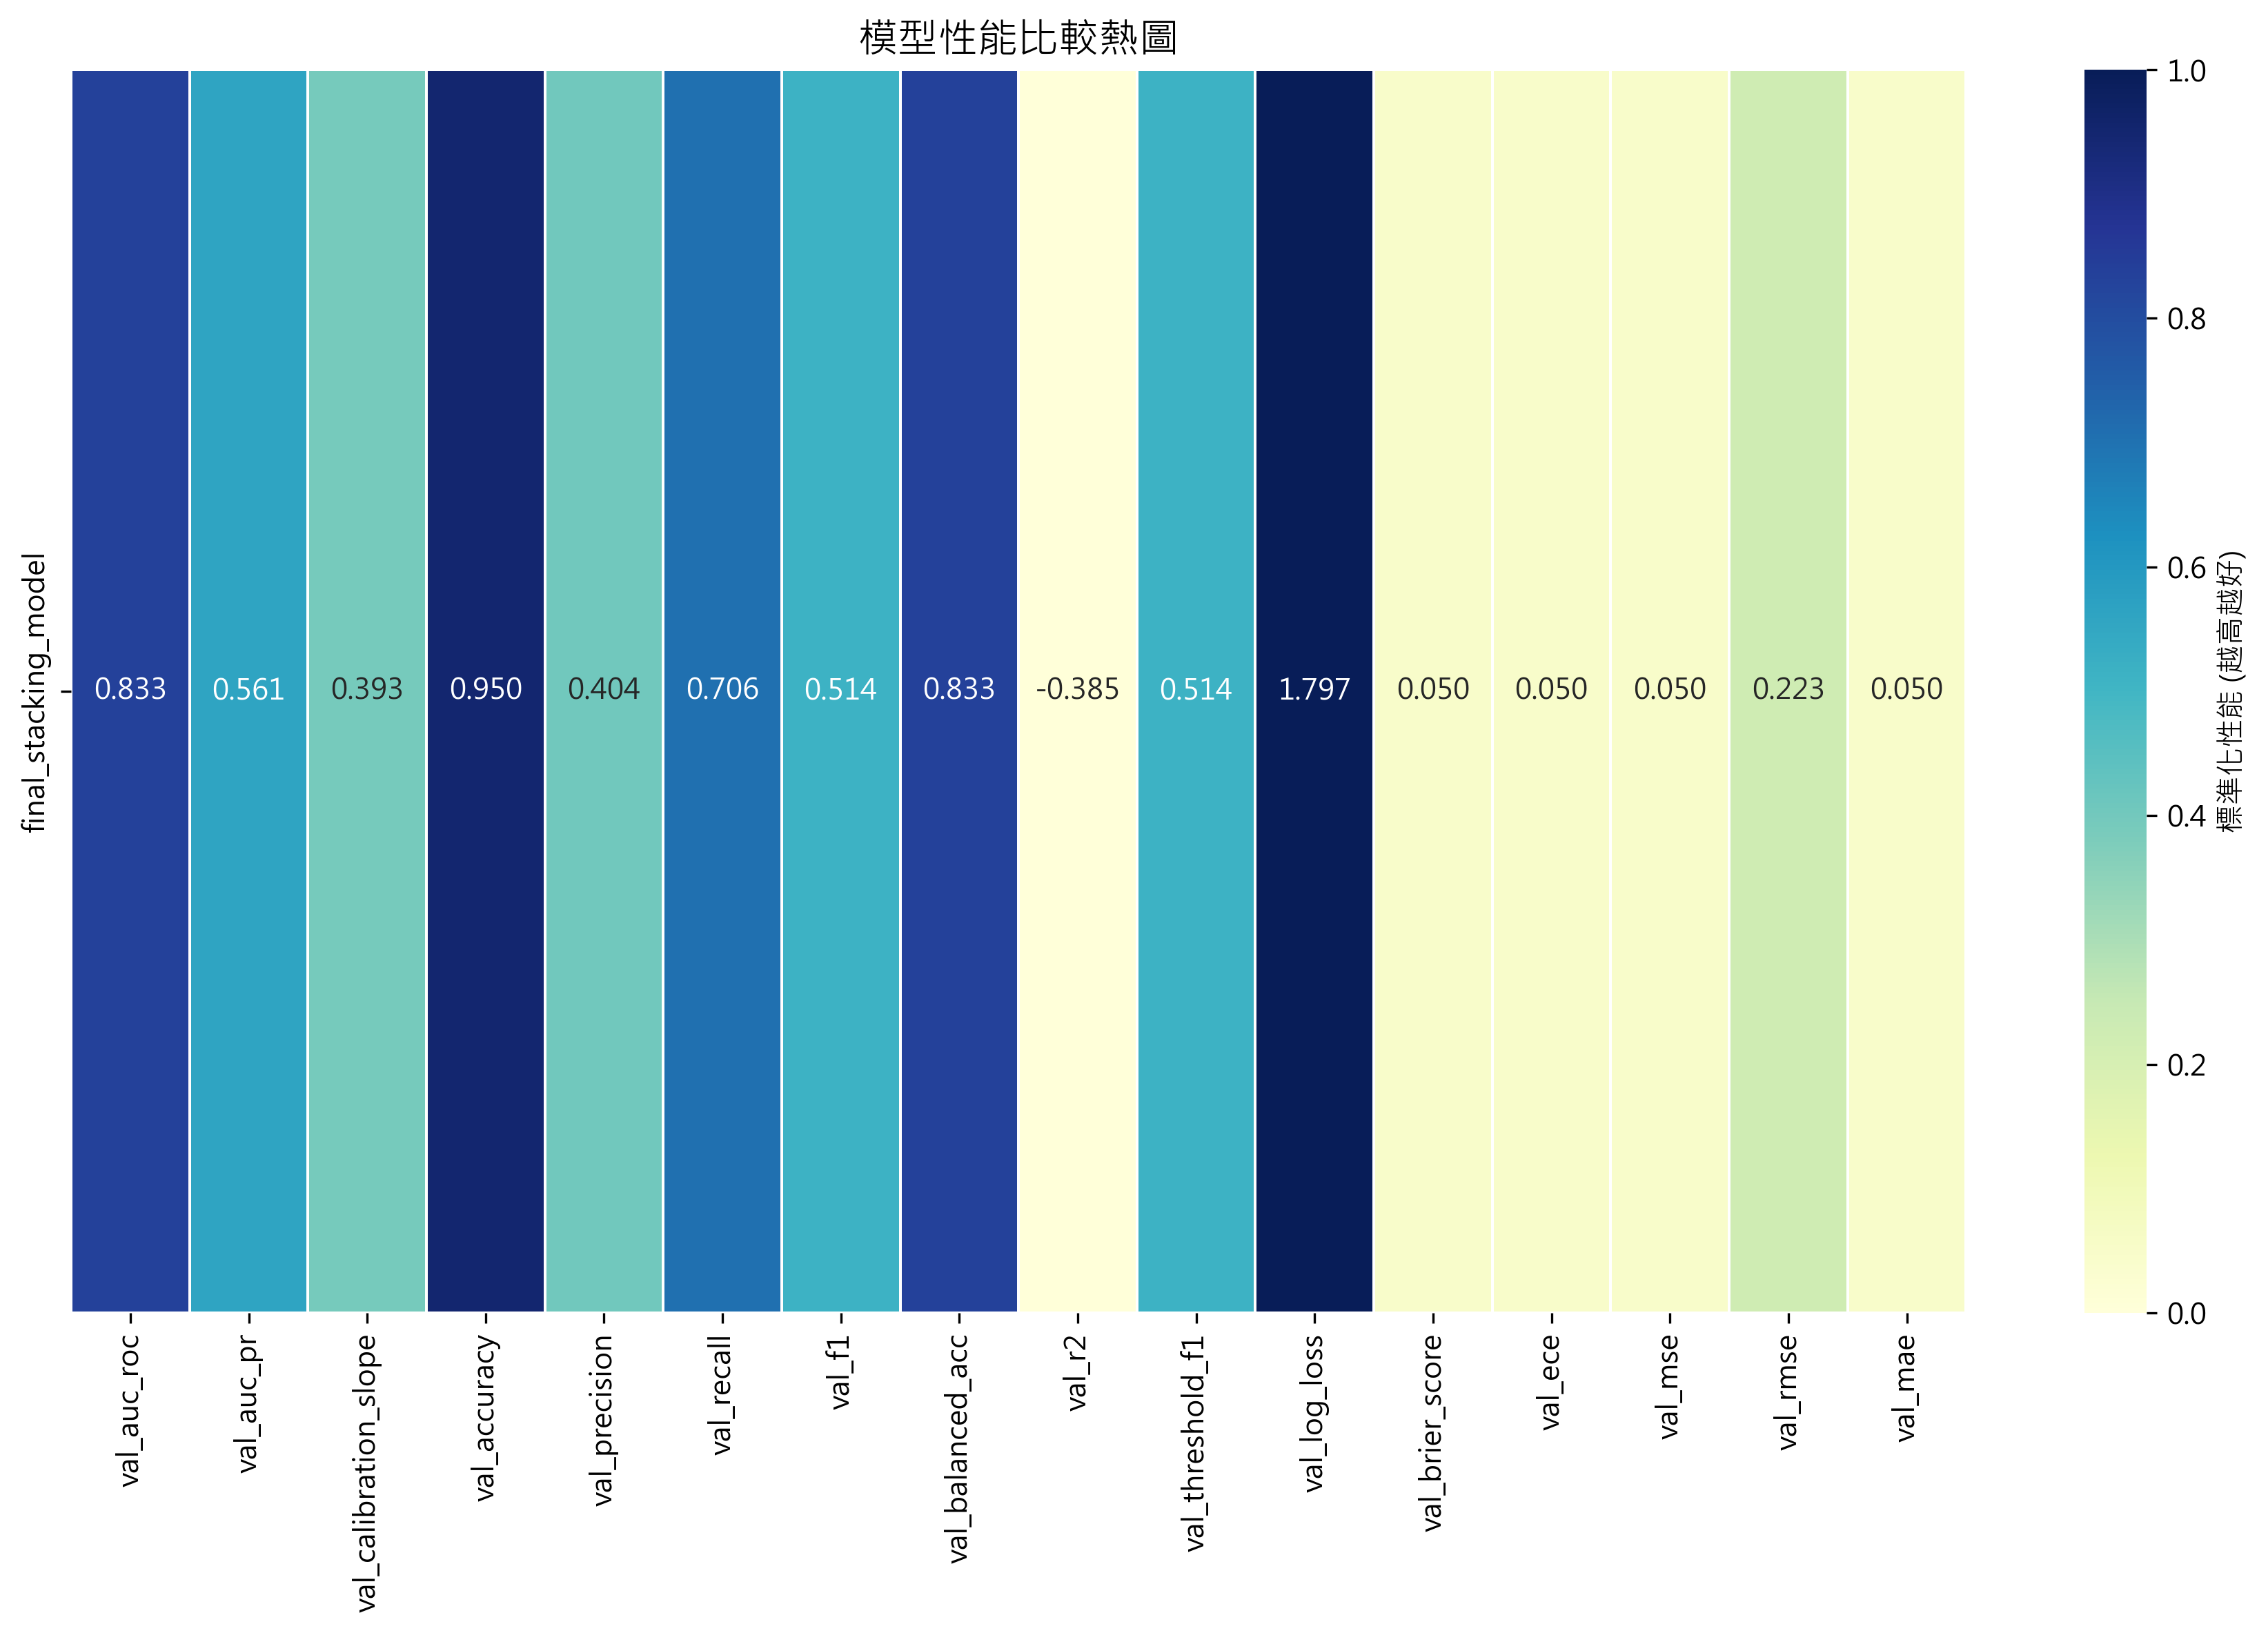 模型性能比較熱圖
final_stacking_model
0.833 0.561 0.393 0.950 0.404 0.706 0.514 0.833 -0.385 0.514 1.797 0.050 0.050 0.050 0.223 0.050
val_auc_roc
val_auc_pr
val_calibration_slope
val_accuracy
val_precision
val_recall
val_f1
val_balanced_acc
val_r2
val_threshold_f1
val_log_loss
val_brier_score
val_ece
val_mse
val_rmse
val_mae
1.0
0.8
0.6
0.4
0.2
0.0
標準化性能 (越高越好)